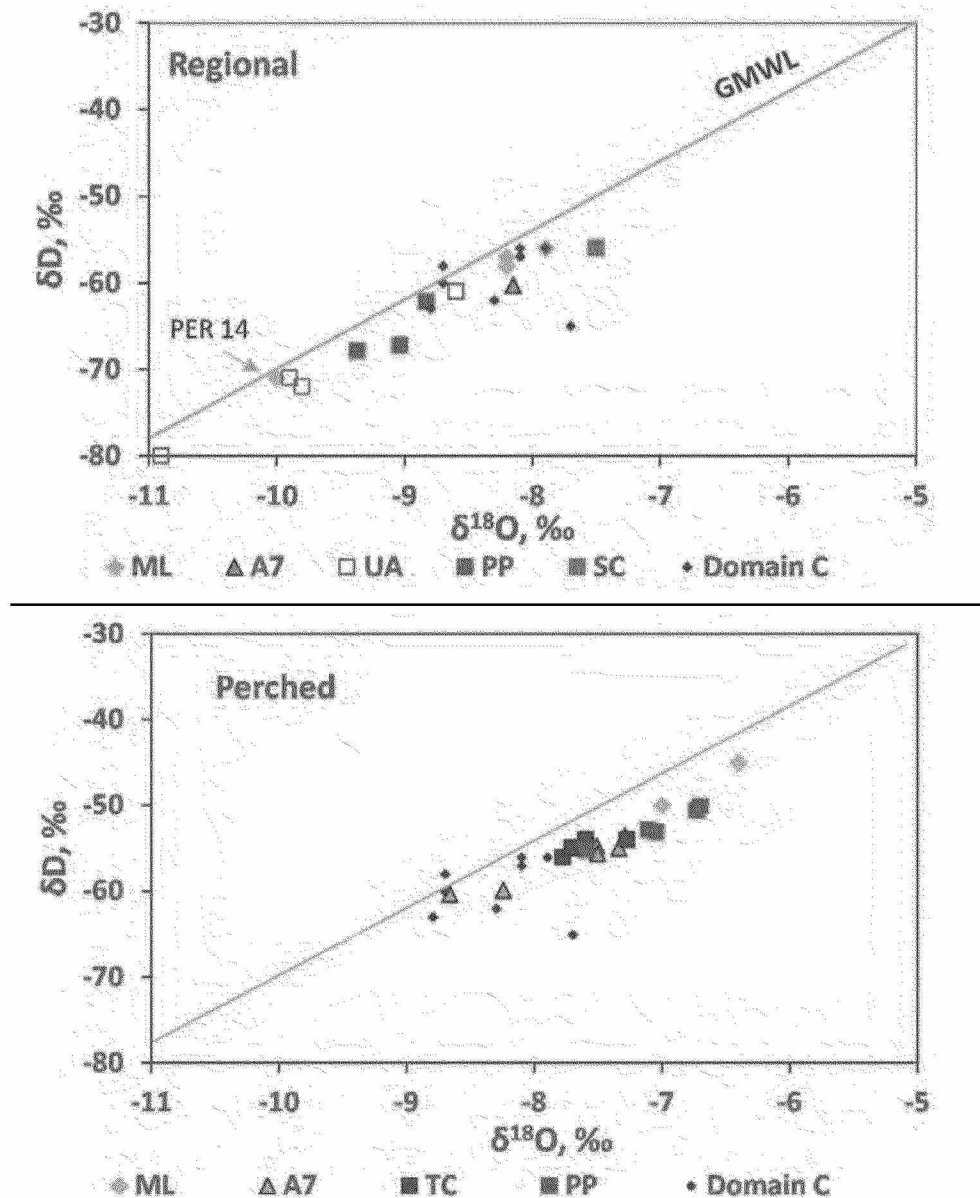 -30
Regional
GMWL
-40
-50
δD, ‰
-60
PER 14
-70
-80
-11 -10 -9 -8 -7 -6 -5
δ¹⁸O, ‰
ML A7 UA PP SC Domain C
-30
Perched
-40
-50
δD, ‰
-60
-70
-80
-11 -10 -9 -8 -7 -6 -5
δ¹⁸O, ‰
ML A7 TC PP Domain C